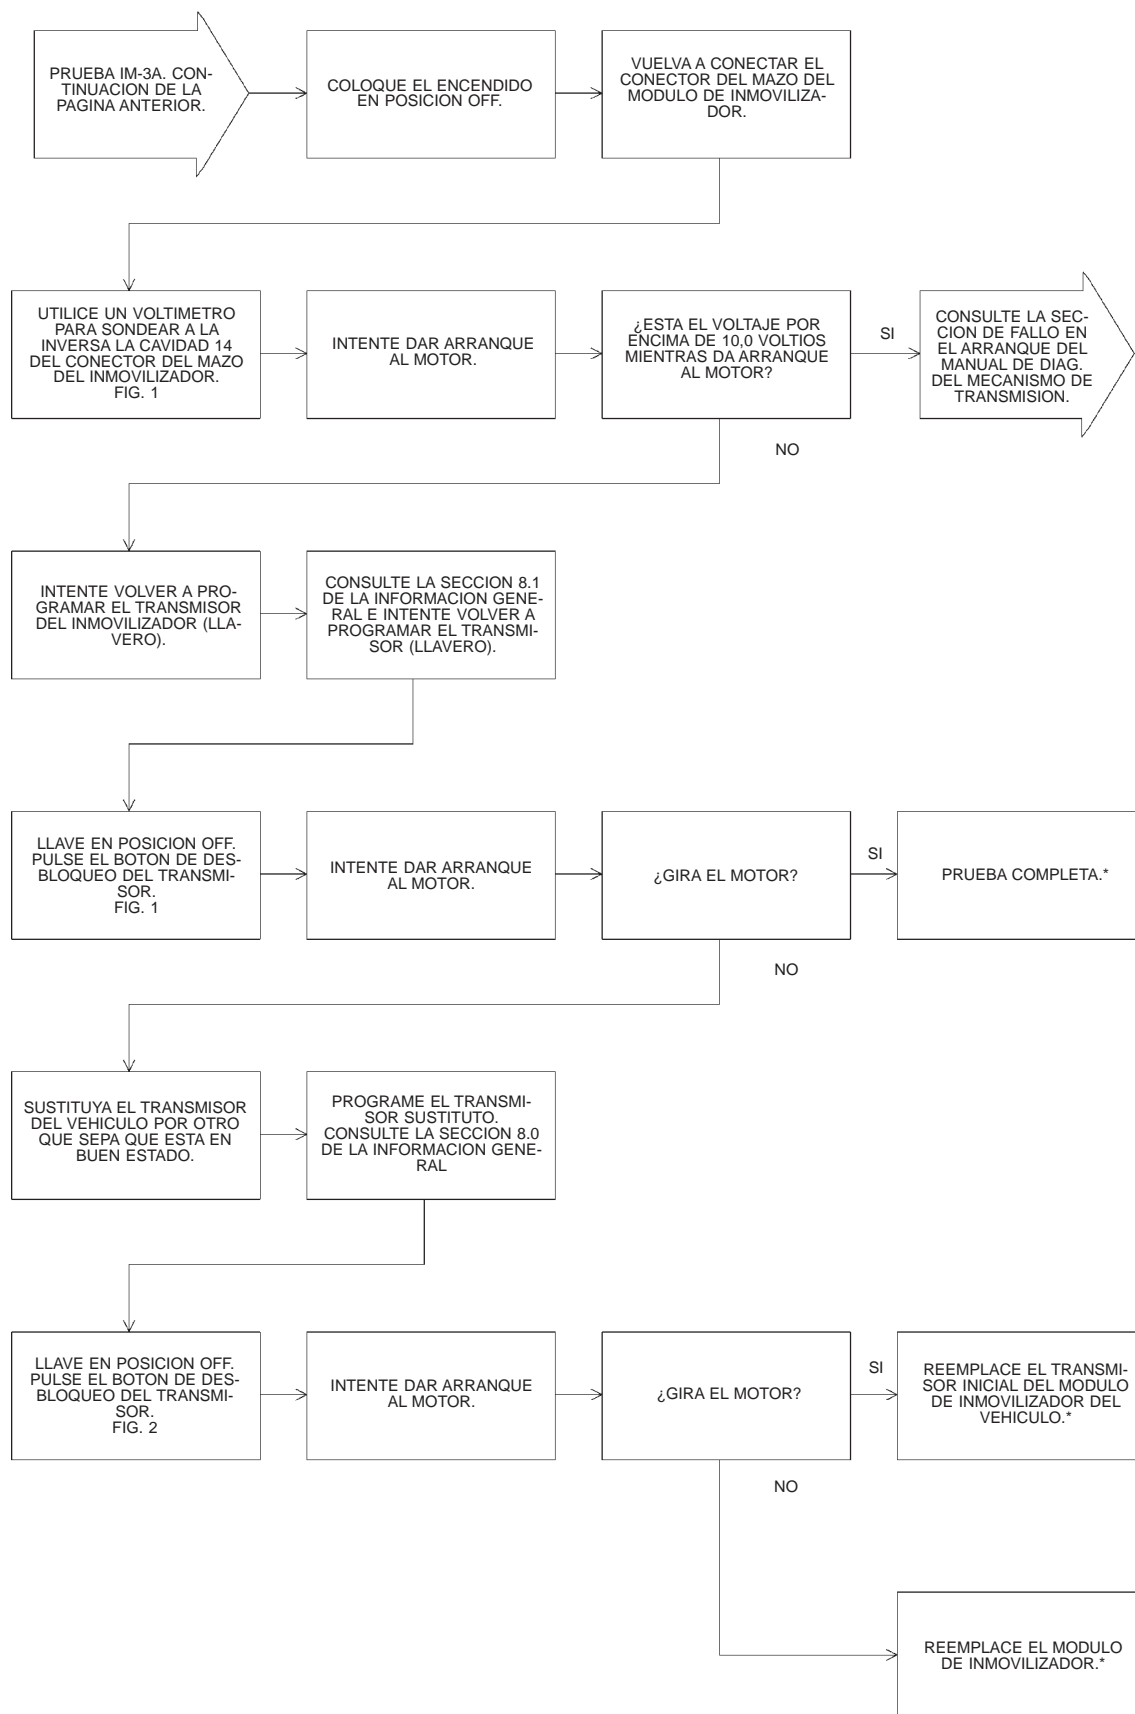 PRUEBA IM-3A. CON-
TINUACION DE LA
PAGINA ANTERIOR.
COLOQUE EL ENCENDIDO
EN POSICION OFF.
VUELVA A CONECTAR EL
CONECTOR DEL MAZO DEL
MODULO DE INMOVILIZA-
DOR.
UTILICE UN VOLTIMETRO
PARA SONDEAR A LA
INVERSA LA CAVIDAD 14
DEL CONECTOR DEL MAZO
DEL INMOVILIZADOR.
FIG. 1
INTENTE DAR ARRANQUE
AL MOTOR.
¿ESTA EL VOLTAJE POR
ENCIMA DE 10,0 VOLTIOS
MIENTRAS DA ARRANQUE
AL MOTOR?
SI
CONSULTE LA SEC-
CION DE FALLO EN
EL ARRANQUE DEL
MANUAL DE DIAG.
DEL MECANISMO DE
TRANSMISION.
NO
INTENTE VOLVER A PRO-
GRAMAR EL TRANSMISOR
DEL INMOVILIZADOR (LLA-
VERO).
CONSULTE LA SECCION 8.1
DE LA INFORMACION GENE-
RAL E INTENTE VOLVER A
PROGRAMAR EL TRANSMI-
SOR (LLAVERO).
LLAVE EN POSICION OFF.
PULSE EL BOTON DE DES-
BLOQUEO DEL TRANSMI-
SOR.
FIG. 1
INTENTE DAR ARRANQUE
AL MOTOR.
¿GIRA EL MOTOR?
SI
PRUEBA COMPLETA.*
NO
SUSTITUYA EL TRANSMISOR
DEL VEHICULO POR OTRO
QUE SEPA QUE ESTA EN
BUEN ESTADO.
PROGRAME EL TRANSMI-
SOR SUSTITUTO.
CONSULTE LA SECCION 8.0
DE LA INFORMACION GENE-
RAL
LLAVE EN POSICION OFF.
PULSE EL BOTON DE DES-
BLOQUEO DEL TRANSMI-
SOR.
FIG. 2
INTENTE DAR ARRANQUE
AL MOTOR.
¿GIRA EL MOTOR?
SI
REEMPLACE EL TRANSMI-
SOR INICIAL DEL MODULO
DE INMOVILIZADOR DEL
VEHICULO.*
NO
REEMPLACE EL MODULO
DE INMOVILIZADOR.*